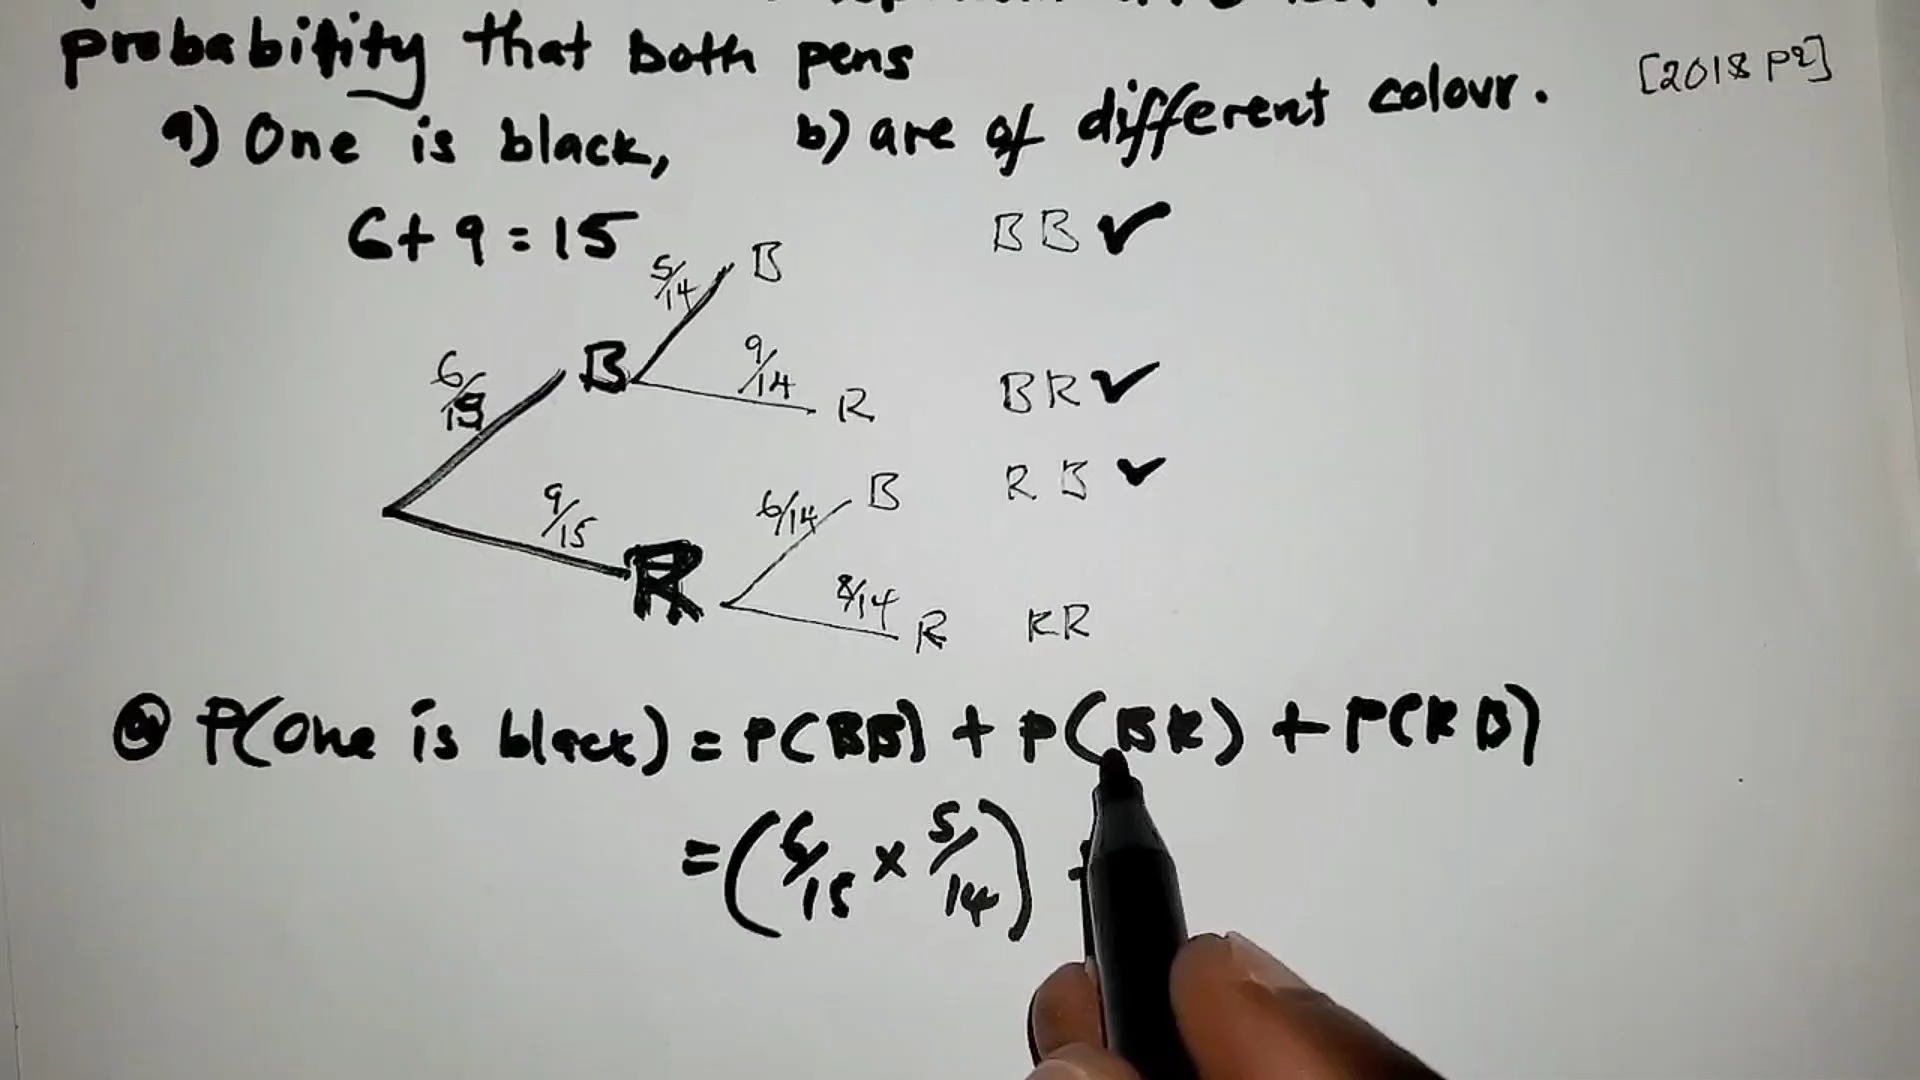 probability that both pens
a) One is black, b) are of different colour. [2018 P2]
6 + 9 = 15
5/14 B BB ✔
6/15 B 9/14 R BR ✔
6/14 B RB ✔
9/15 R 8/14 R RR
a P(One is black) = P(BB) + P(BR) + P(RB)
= (6/15 × 5/14) +